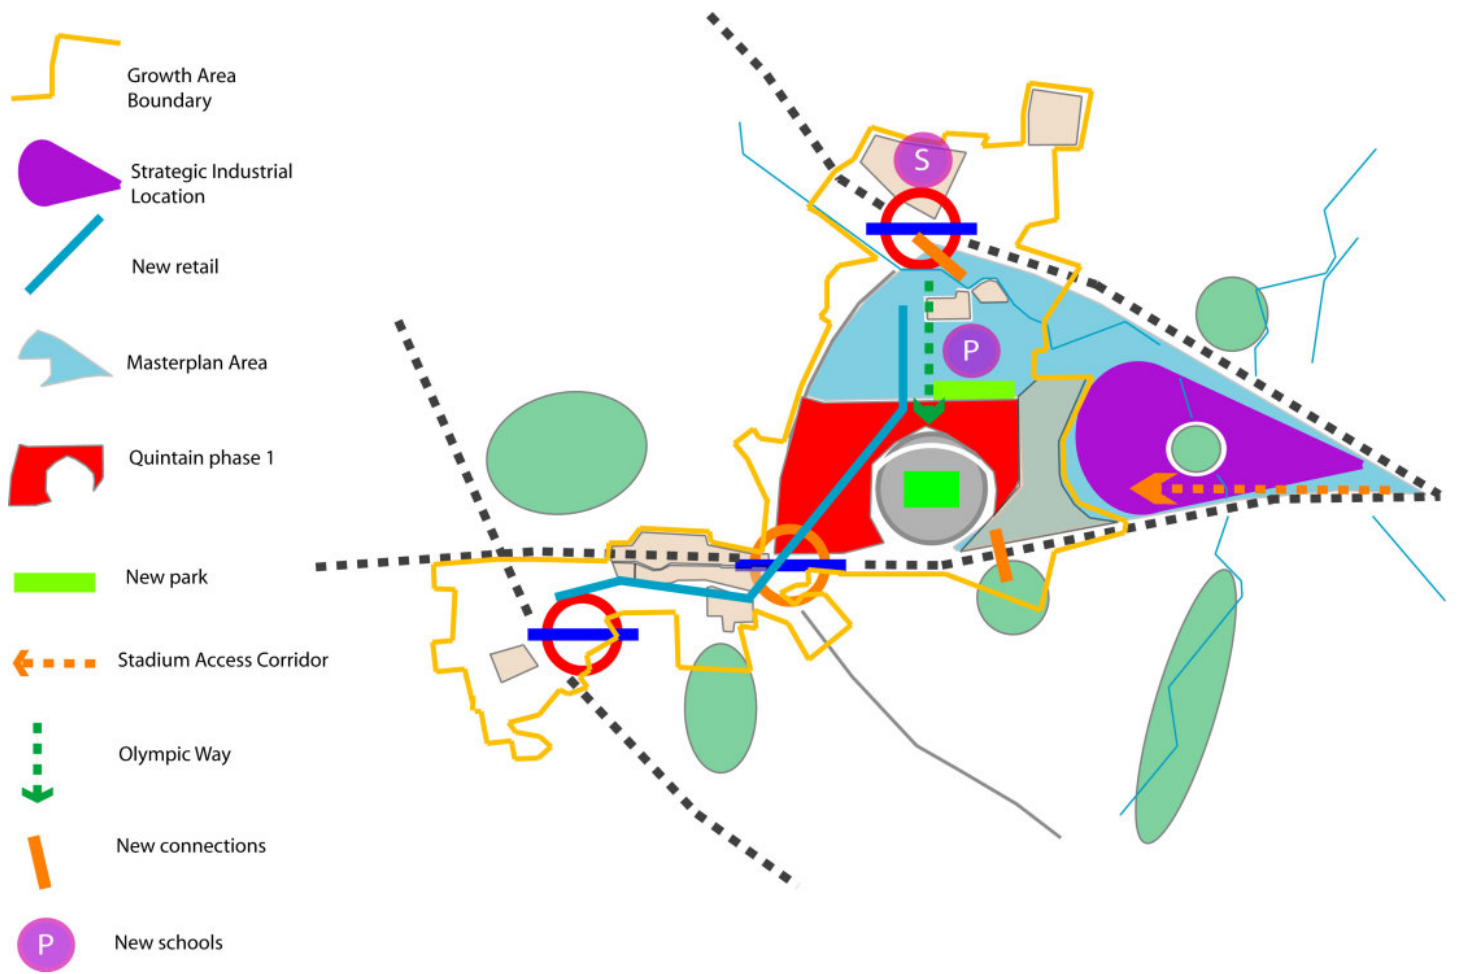 Growth Area
Boundary
Strategic Industrial
Location
New retail
Masterplan Area
Quintain phase 1
New park
Stadium Access Corridor
Olympic Way
New connections
P
New schools
S
P